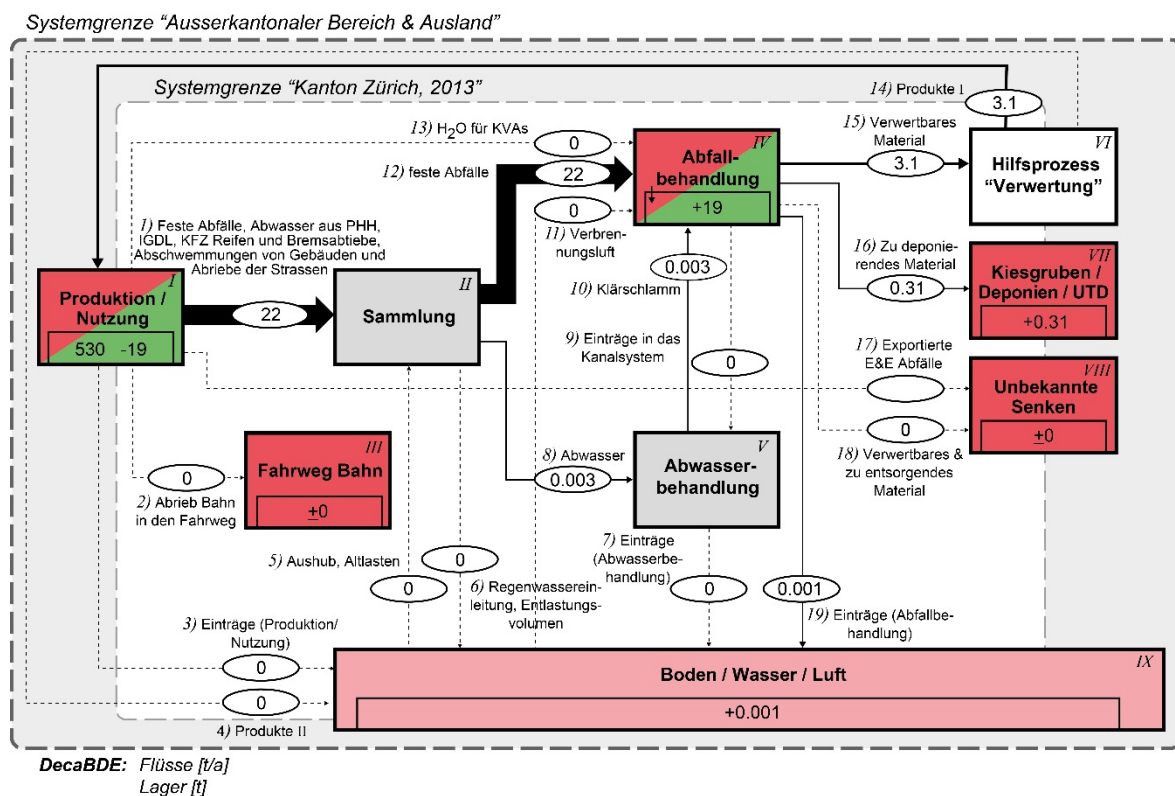 Systemgrenze “Ausserkantonaler Bereich & Ausland”
Systemgrenze “Kanton Zürich, 2013”
14) Produkte I
3.1
13) H₂O für KVAs
0
IV
Abfall-
behandlung
+19
15) Verwertbares
Material
3.1
VI
Hilfsprozess
“Verwertung”
12) feste Abfälle
22
0
11) Verbren-
nungsluft
1) Feste Abfälle, Abwasser aus PHH,
IGDL, KFZ Reifen und Bremsabtiebe,
Abschwemmungen von Gebäuden und
Abriebe der Strassen
I
Produktion /
Nutzung
530 -19
22
II
Sammlung
0.003
10) Klärschlamm
16) Zu deponie-
rendes Material
0.31
VII
Kiesgruben /
Deponien / UTD
+0.31
9) Einträge in das
Kanalsystem
0
17) Exportierte
E&E Abfälle
VIII
Unbekannte
Senken
±0
0
18) Verwertbares &
zu entsorgendes
Material
III
Fahrweg Bahn
±0
0
2) Abrieb Bahn
in den Fahrweg
8) Abwasser
0.003
V
Abwasser-
behandlung
5) Aushub, Altlasten
0
0
6) Regenwasserein-
leitung, Entlastungs-
volumen
7) Einträge
(Abwasserbe-
handlung)
0
0.001
19) Einträge (Abfallbe-
handlung)
3) Einträge (Produktion/
Nutzung)
0
0
4) Produkte II
IX
Boden / Wasser / Luft
+0.001
DecaBDE: Flüsse [t/a]
Lager [t]